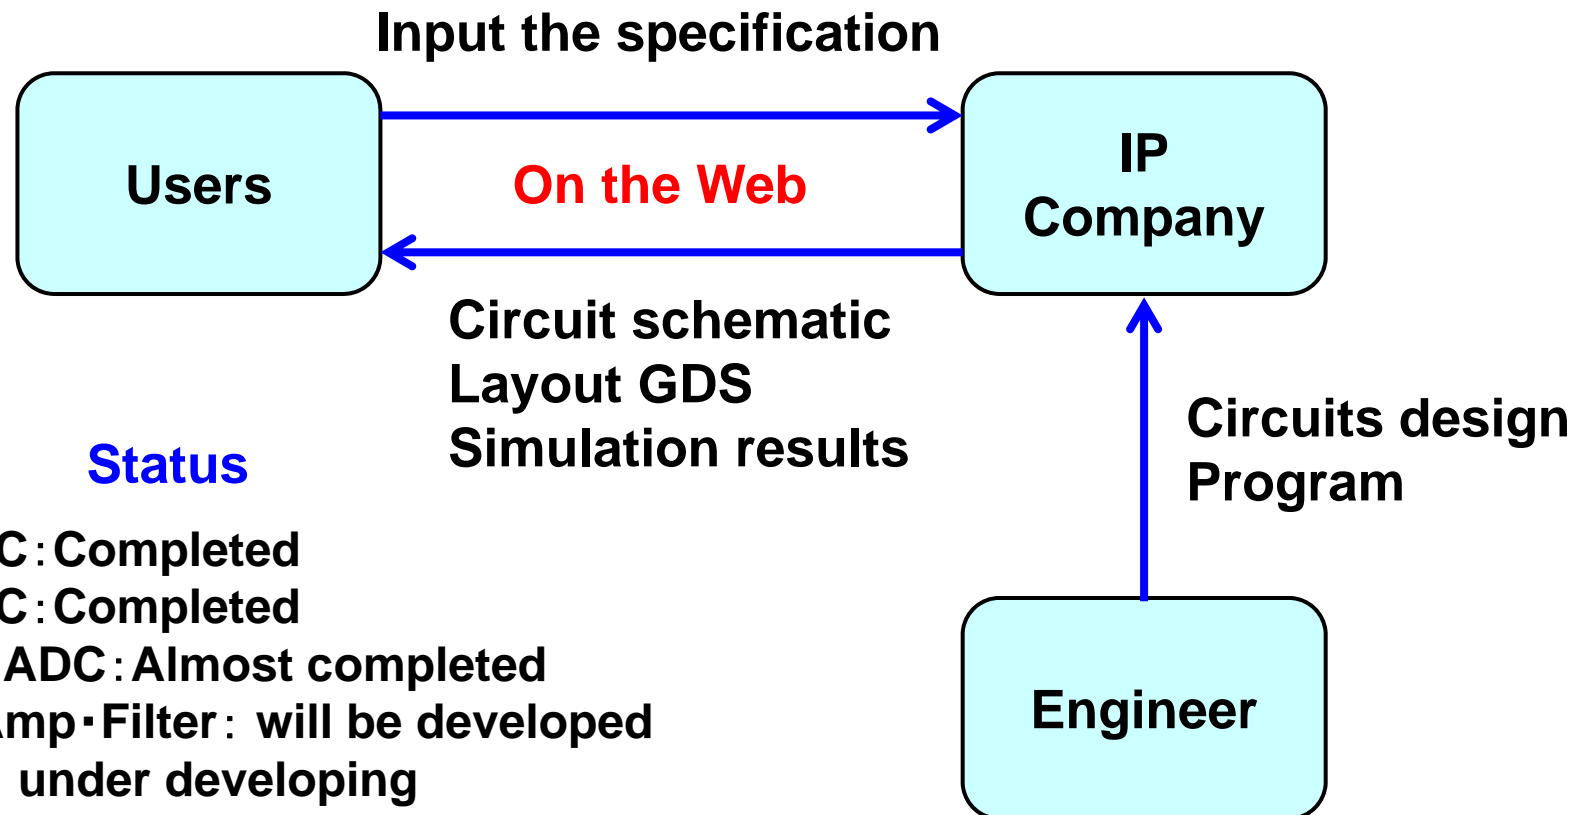 Input the specification
Users
On the Web
IP
Company
Circuit schematic
Layout GDS
Simulation results
Circuits design
Program
Status
C：Completed
C：Completed
ADC：Almost completed
Amp・Filter： will be developed
under developing
Engineer